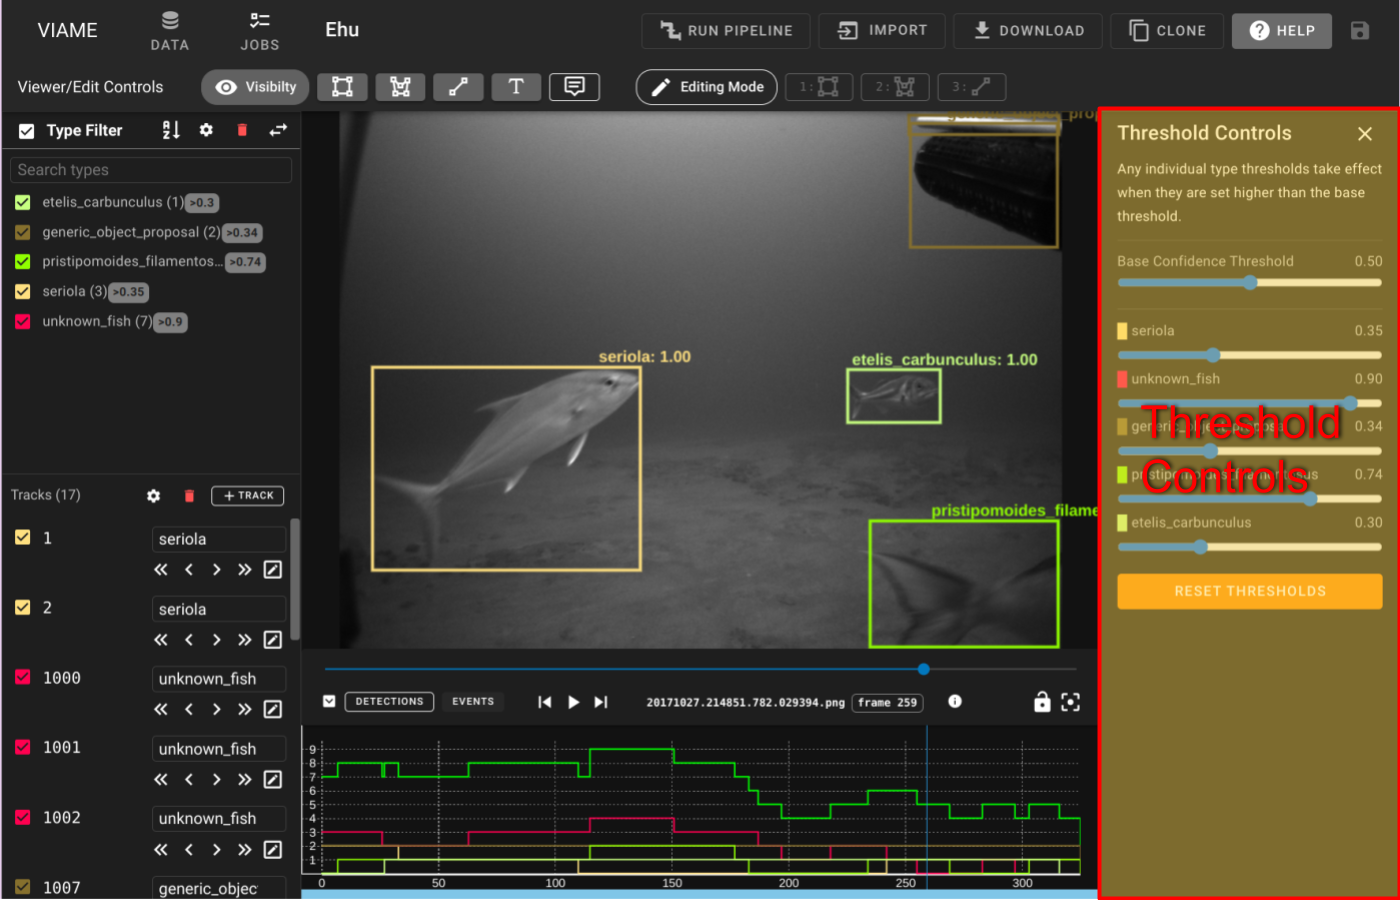 VIAME
DATA
JOBS
Ehu
RUN PIPELINE
IMPORT
DOWNLOAD
CLONE
HELP
Viewer/Edit Controls
Visibilty
T
Editing Mode
1:
2:
3:
Type Filter
Search types
etelis_carbunculus (1) >0.3
generic_object_proposal (2) >0.34
pristipomoides_filamentos... >0.74
seriola (3) >0.35
unknown_fish (7) >0.9
Tracks (17)
+ TRACK
1 seriola
2 seriola
1000 unknown_fish
1001 unknown_fish
1002 unknown_fish
1007 generic_objec
seriola: 1.00
etelis_carbunculus: 1.00
pristipomoides_filame
DETECTIONS
EVENTS
20171027.214851.782.029394.png
frame 259
9
8
7
6
5
4
3
2
1
0 50 100 150 200 250 300
Threshold Controls
Any individual type thresholds take effect
when they are set higher than the base
threshold.
Base Confidence Threshold 0.50
seriola 0.35
unknown_fish 0.90
generic_object_proposal 0.34
pristipomoides_filamentosus 0.74
etelis_carbunculus 0.30
RESET THRESHOLDS
Threshold
Controls